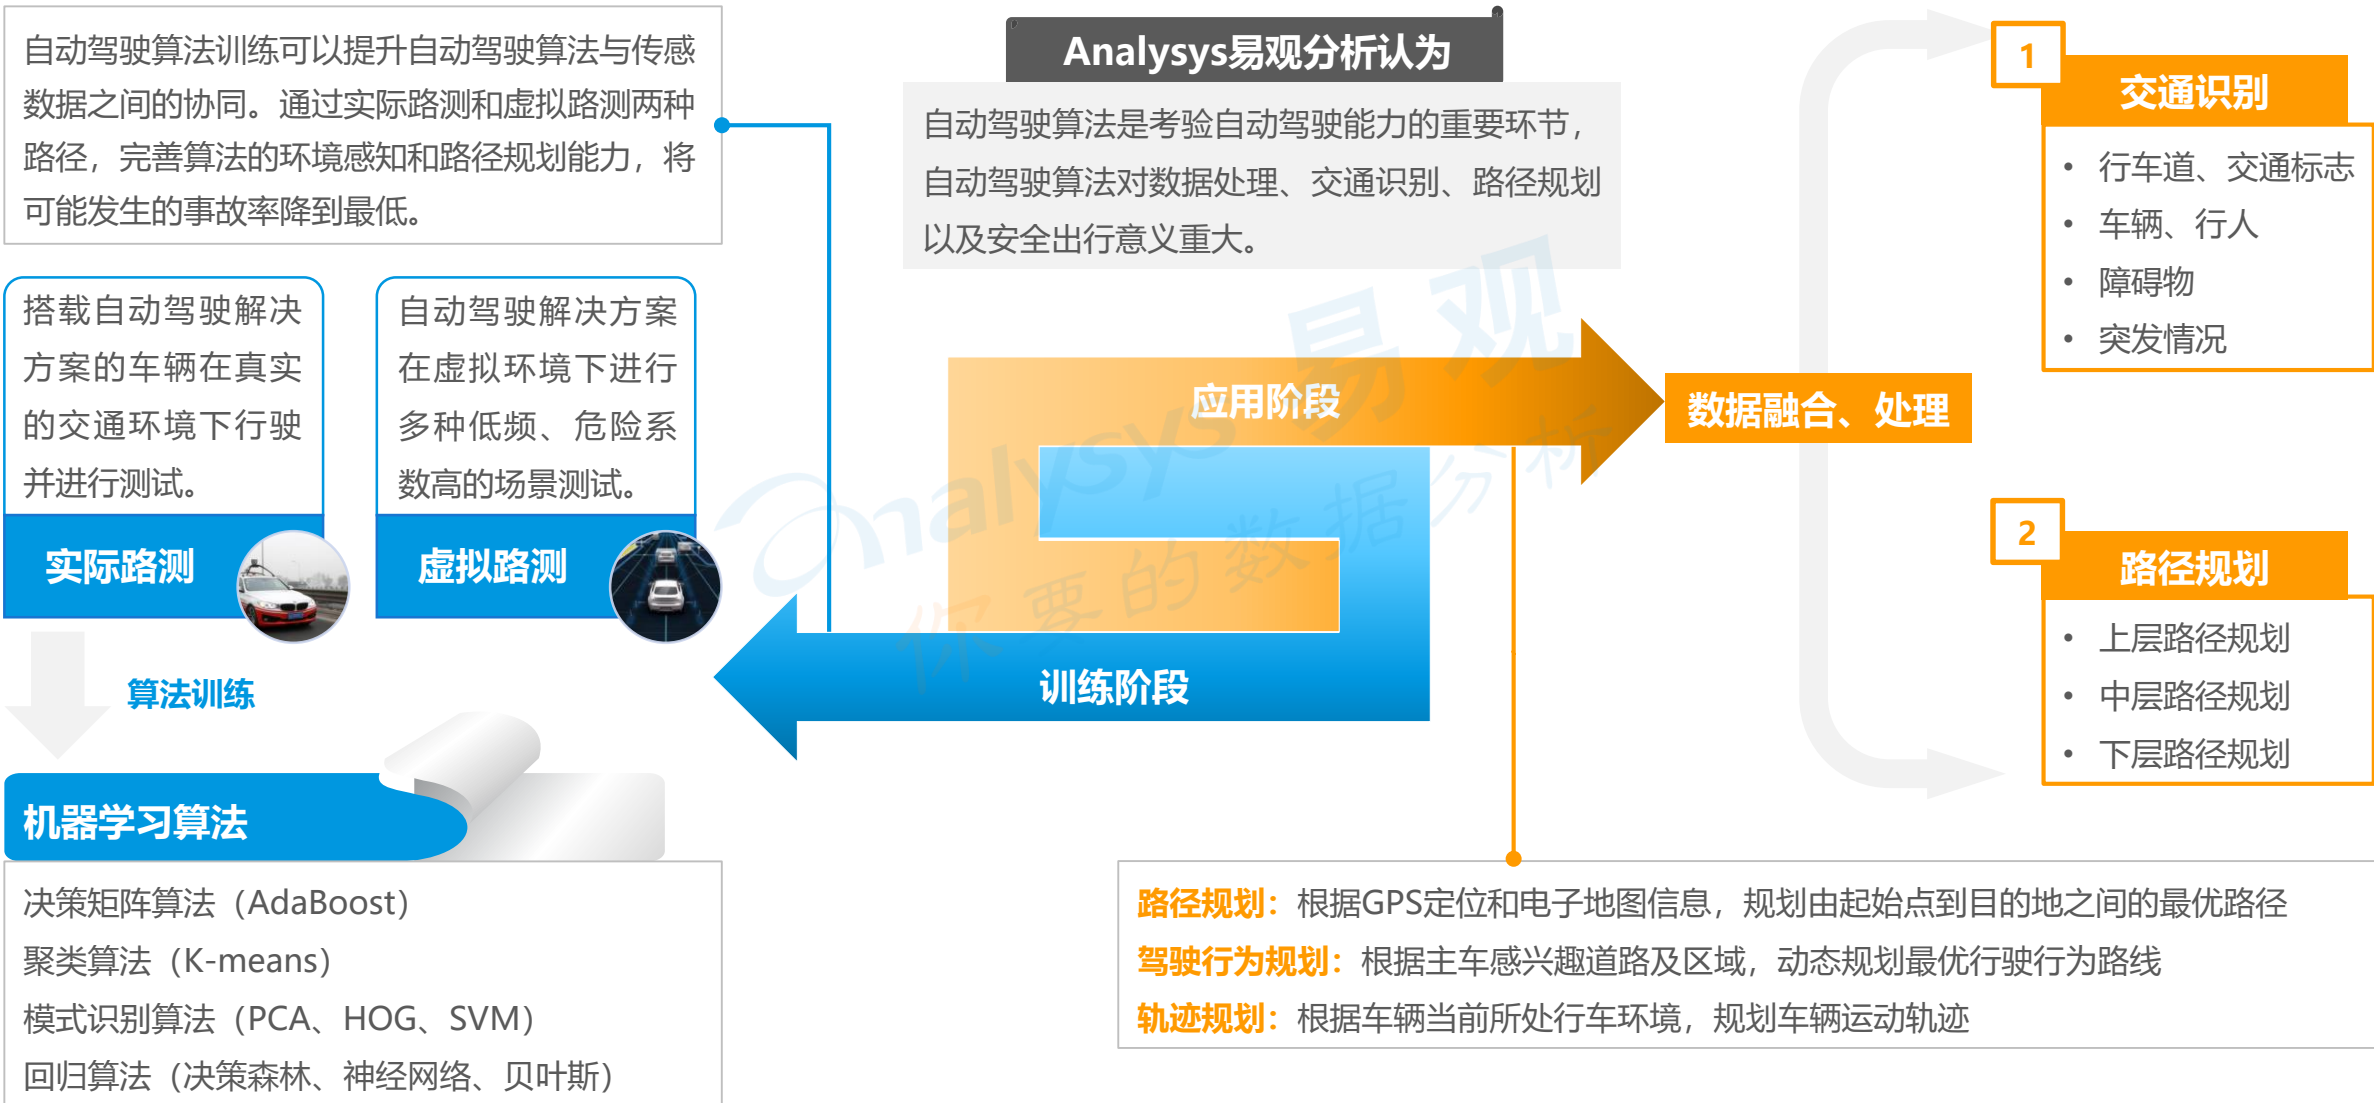 自动驾驶算法训练可以提升自动驾驶算法与传感
数据之间的协同。通过实际路测和虚拟路测两种
路径，完善算法的环境感知和路径规划能力，将
可能发生的事故率降到最低。
搭载自动驾驶解决
方案的车辆在真实
的交通环境下行驶
并进行测试。
实际路测
自动驾驶解决方案
在虚拟环境下进行
多种低频、危险系
数高的场景测试。
虚拟路测
算法训练
机器学习算法
决策矩阵算法（AdaBoost）
聚类算法（K-means）
模式识别算法（PCA、HOG、SVM）
回归算法（决策森林、神经网络、贝叶斯）
Analysys易观分析认为
自动驾驶算法是考验自动驾驶能力的重要环节，
自动驾驶算法对数据处理、交通识别、路径规划
以及安全出行意义重大。
应用阶段
训练阶段
Analysys 易观
你要的数据分析
数据融合、处理
1
交通识别
• 行车道、交通标志
• 车辆、行人
• 障碍物
• 突发情况
2
路径规划
• 上层路径规划
• 中层路径规划
• 下层路径规划
路径规划：根据GPS定位和电子地图信息，规划由起始点到目的地之间的最优路径
驾驶行为规划：根据主车感兴趣道路及区域，动态规划最优行驶行为路线
轨迹规划：根据车辆当前所处行车环境，规划车辆运动轨迹